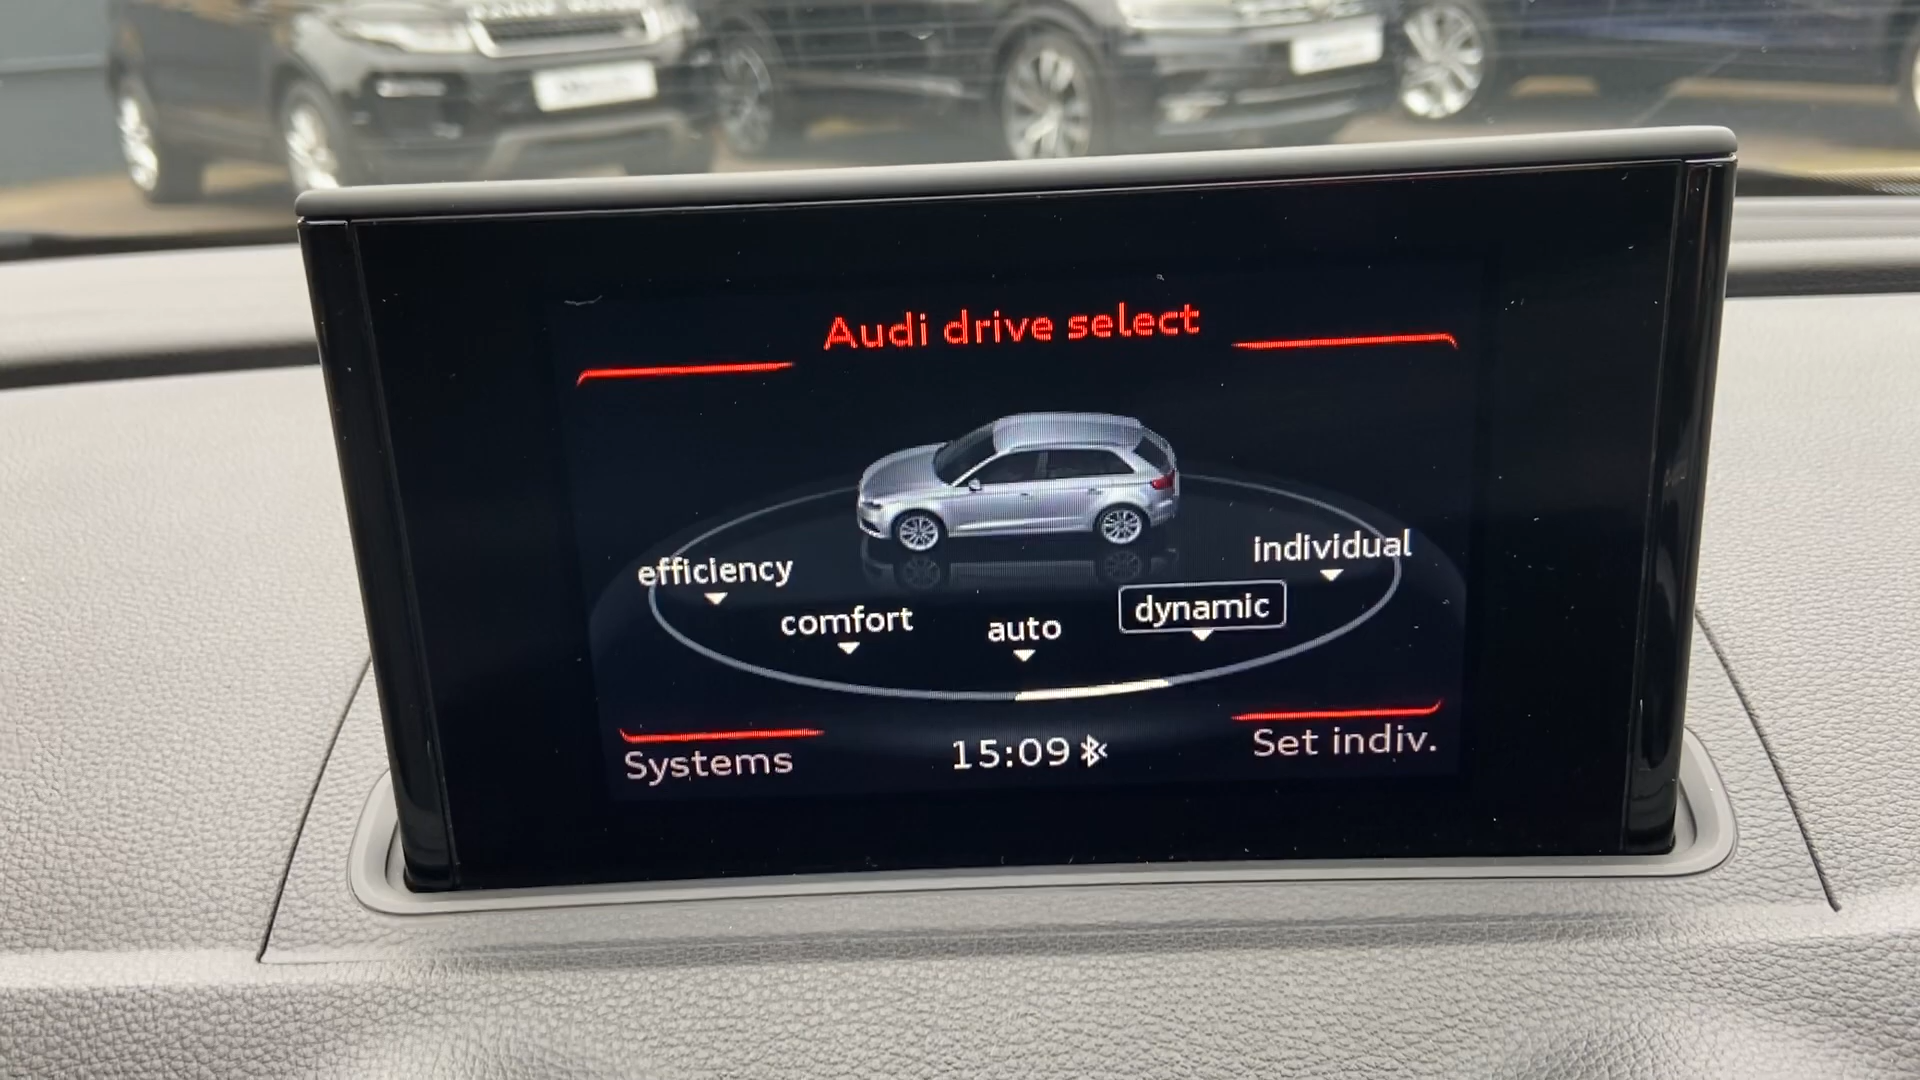 Audi drive select
individual
efficiency
dynamic
comfort
auto
Systems
15:09
Set indiv.